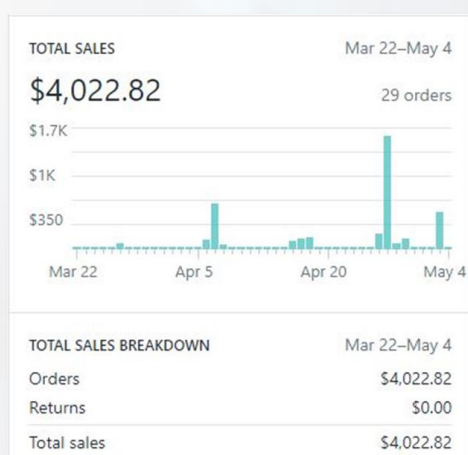 TOTAL SALES Mar 22–May 4
$4,022.82 29 orders
$1.7K
$1K
$350
Mar 22 Apr 5 Apr 20 May 4
TOTAL SALES BREAKDOWN Mar 22–May 4
Orders $4,022.82
Returns $0.00
Total sales $4,022.82